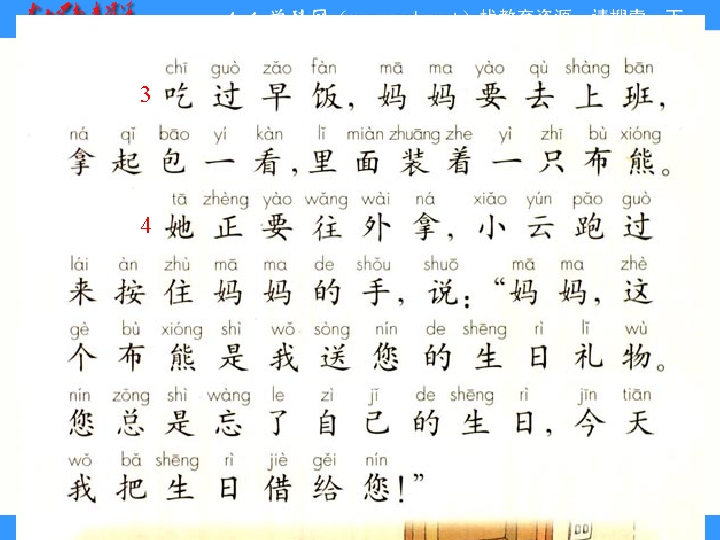 chī guò zǎo fàn mā ma yào qù shàng bān
3 吃过早饭，妈妈要去上班，
ná qǐ bāo yí kàn lǐ miàn zhuāng zhe yì zhī bù xióng
拿起包一看，里面装着一只布熊。
tā zhèng yào wǎng wài ná xiǎo yún pǎo guò
4 她正要往外拿，小云跑过
lái àn zhù mā ma de shǒu shuō mā ma zhè
来按住妈妈的手，说：“妈妈，这
gè bù xióng shì wǒ sòng nín de shēng rì lǐ wù
个布熊是我送您的生日礼物。
nín zǒng shì wàng le zì jǐ de shēng rì jīn tiān
您总是忘了自己的生日，今天
wǒ bǎ shēng rì jiè gěi nín
我把生日借给您！”